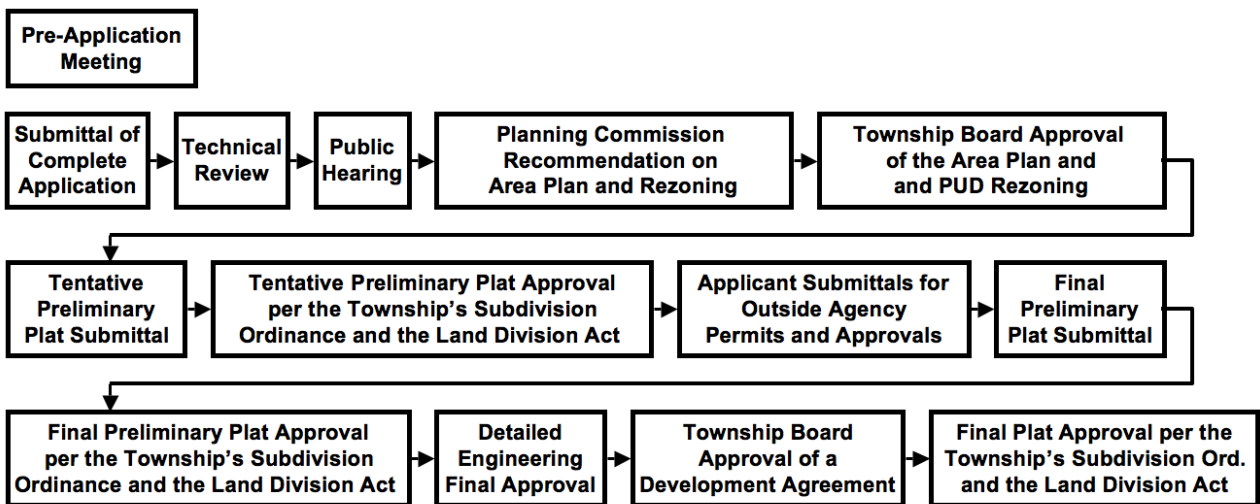 Pre-Application
Meeting
Submittal of
Complete
Application
Technical
Review
Public
Hearing
Planning Commission
Recommendation on
Area Plan and Rezoning
Township Board Approval
of the Area Plan and
and PUD Rezoning
Tentative
Preliminary
Plat Submittal
Tentative Preliminary Plat Approval
per the Township's Subdivision
Ordinance and the Land Division Act
Applicant Submittals for
Outside Agency
Permits and Approvals
Final
Preliminary
Plat Submittal
Final Preliminary Plat Approval
per the Township's Subdivision
Ordinance and the Land Division Act
Detailed
Engineering
Final Approval
Township Board
Approval of a
Development Agreement
Final Plat Approval per the
Township's Subdivision Ord.
and the Land Division Act